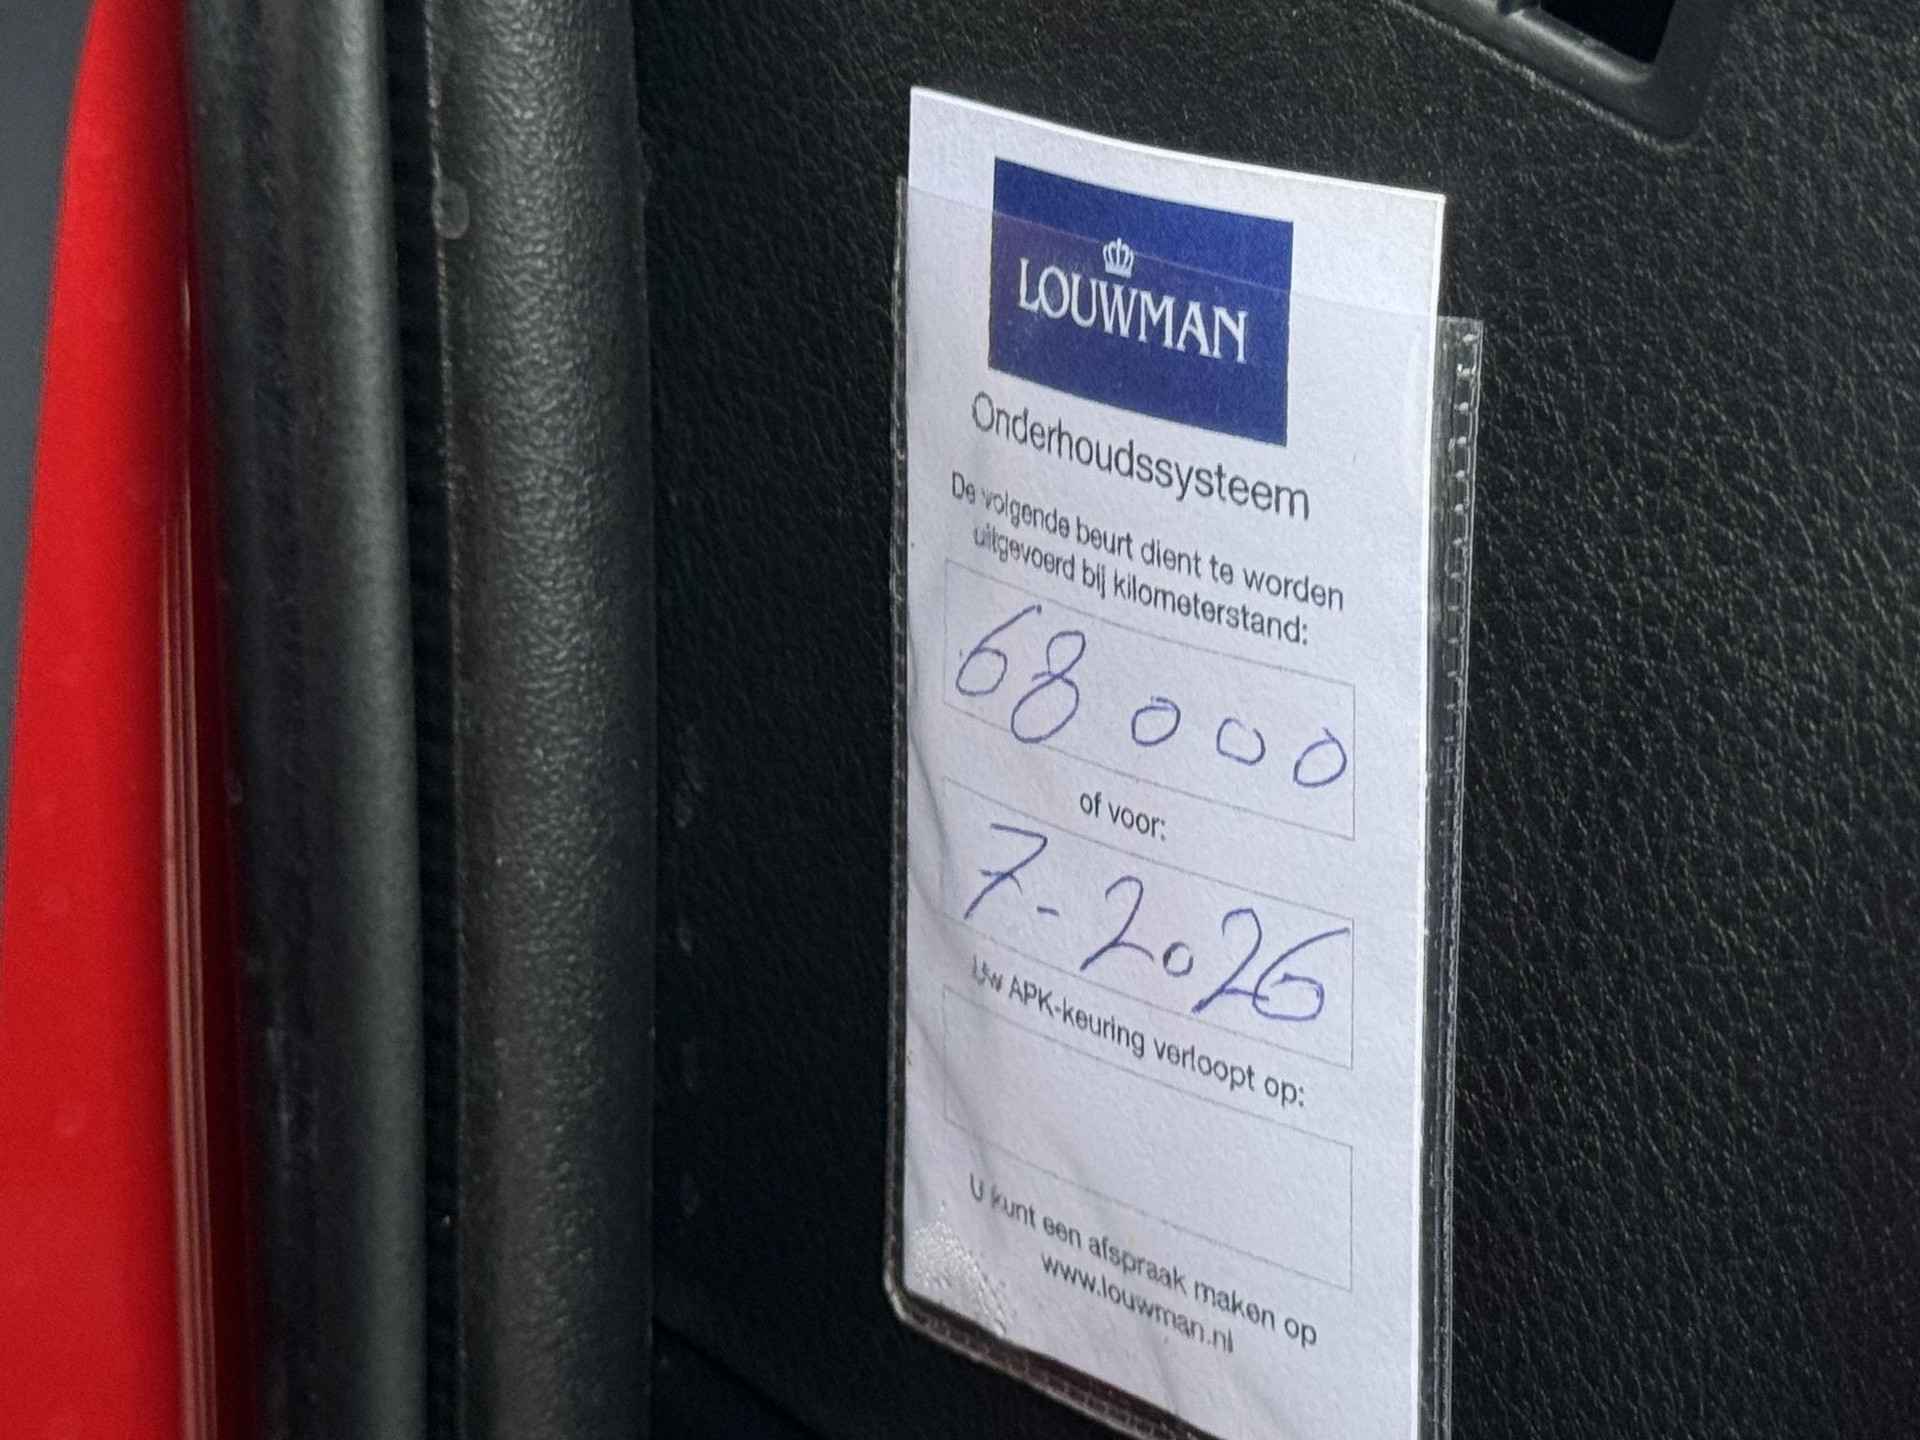 LOUWMAN
Onderhoudssysteem
De volgende beurt dient te worden
uitgevoerd bij kilometerstand:
68 000
of voor:
7-2026
Uw APK-keuring verloopt op:
U kunt een afspraak maken op
www.louwman.nl